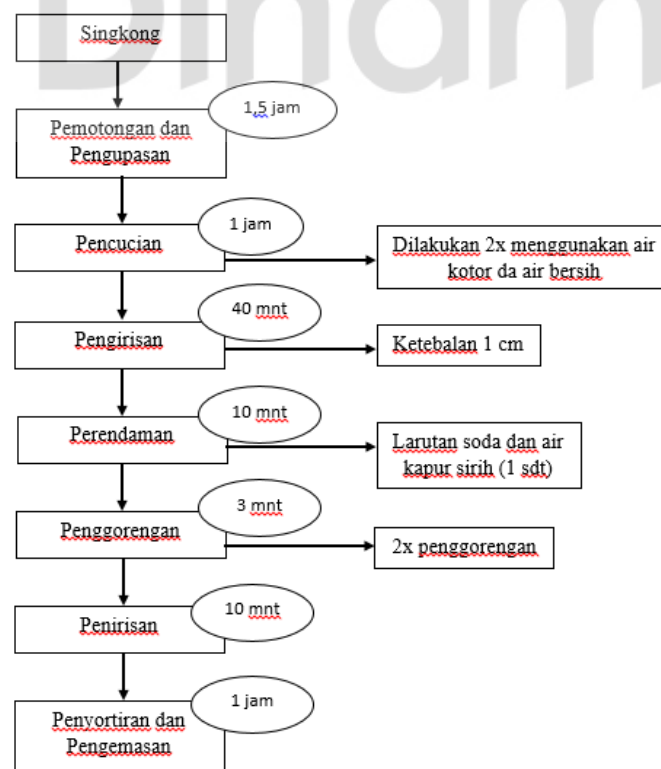 Dinam
Singkong
1,5 jam
Pemotongan dan
Pengupasan
1 jam
Pencucian
Dilakukan 2x menggunakan air
kotor da air bersih
40 mnt
Pengirisan
Ketebalan 1 cm
10 mnt
Perendaman
Larutan soda dan air
kapur sirih (1 sdt)
3 mnt
Penggorengan
2x penggorengan
10 mnt
Penirisan
1 jam
Penyortiran dan
Pengemasan